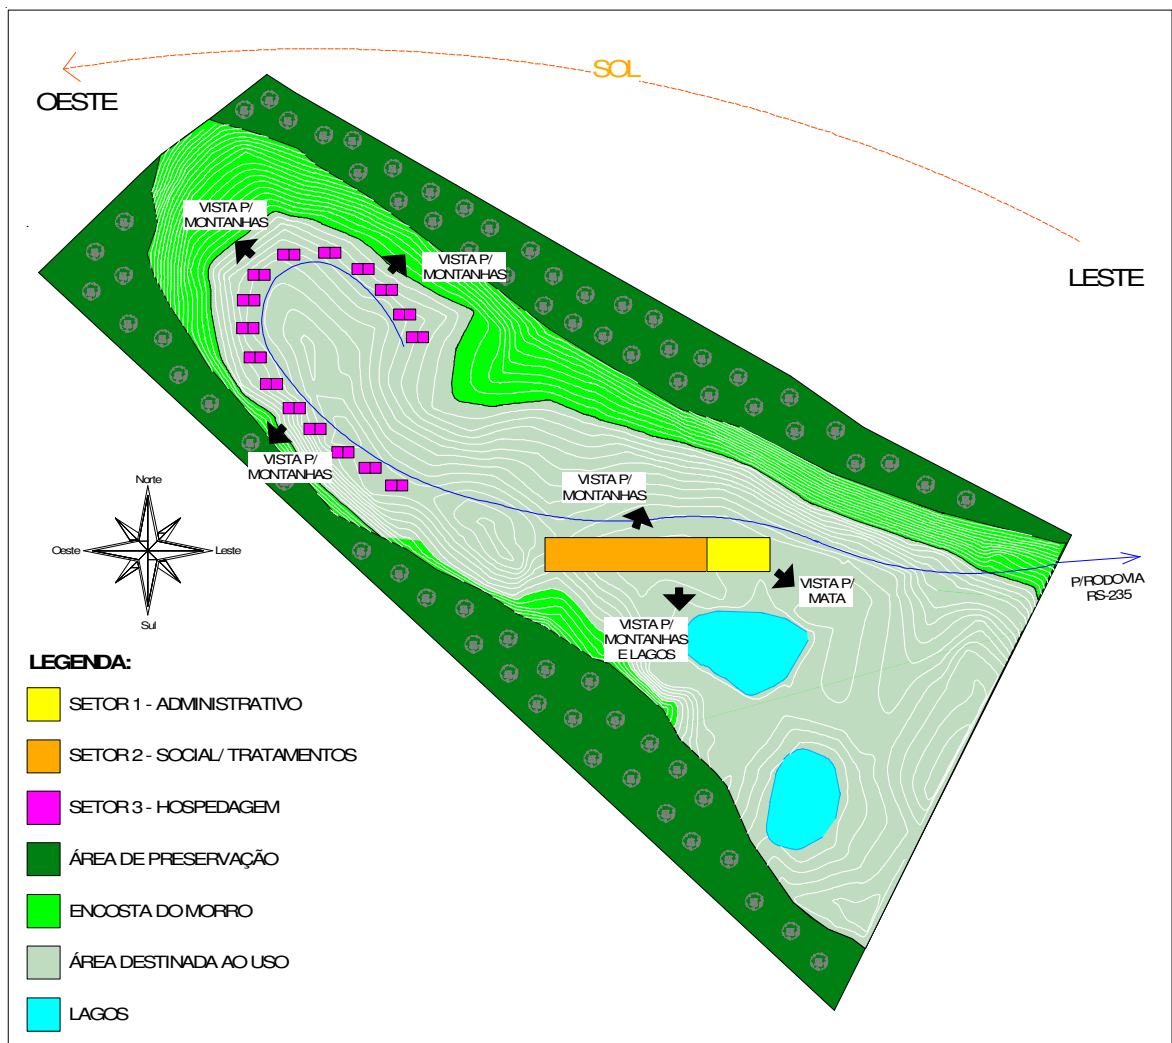 SOL
OESTE
LESTE
VISTA P/
MONTANHAS
VISTA P/
MONTANHAS
VISTA P/
MONTANHAS
VISTA P/
MONTANHAS
Norte
Oeste
Leste
Sul
P/RODOVIA
RS-235
VISTA P/
MATA
VISTA P/
MONTANHAS
E LAGOS
LEGENDA:
SETOR 1 - ADMINISTRATIVO
SETOR 2 - SOCIAL/ TRATAMENTOS
SETOR 3 - HOSPEDAGEM
ÁREA DE PRESERVAÇÃO
ENCOSTA DO MORRO
ÁREA DESTINADA AO USO
LAGOS